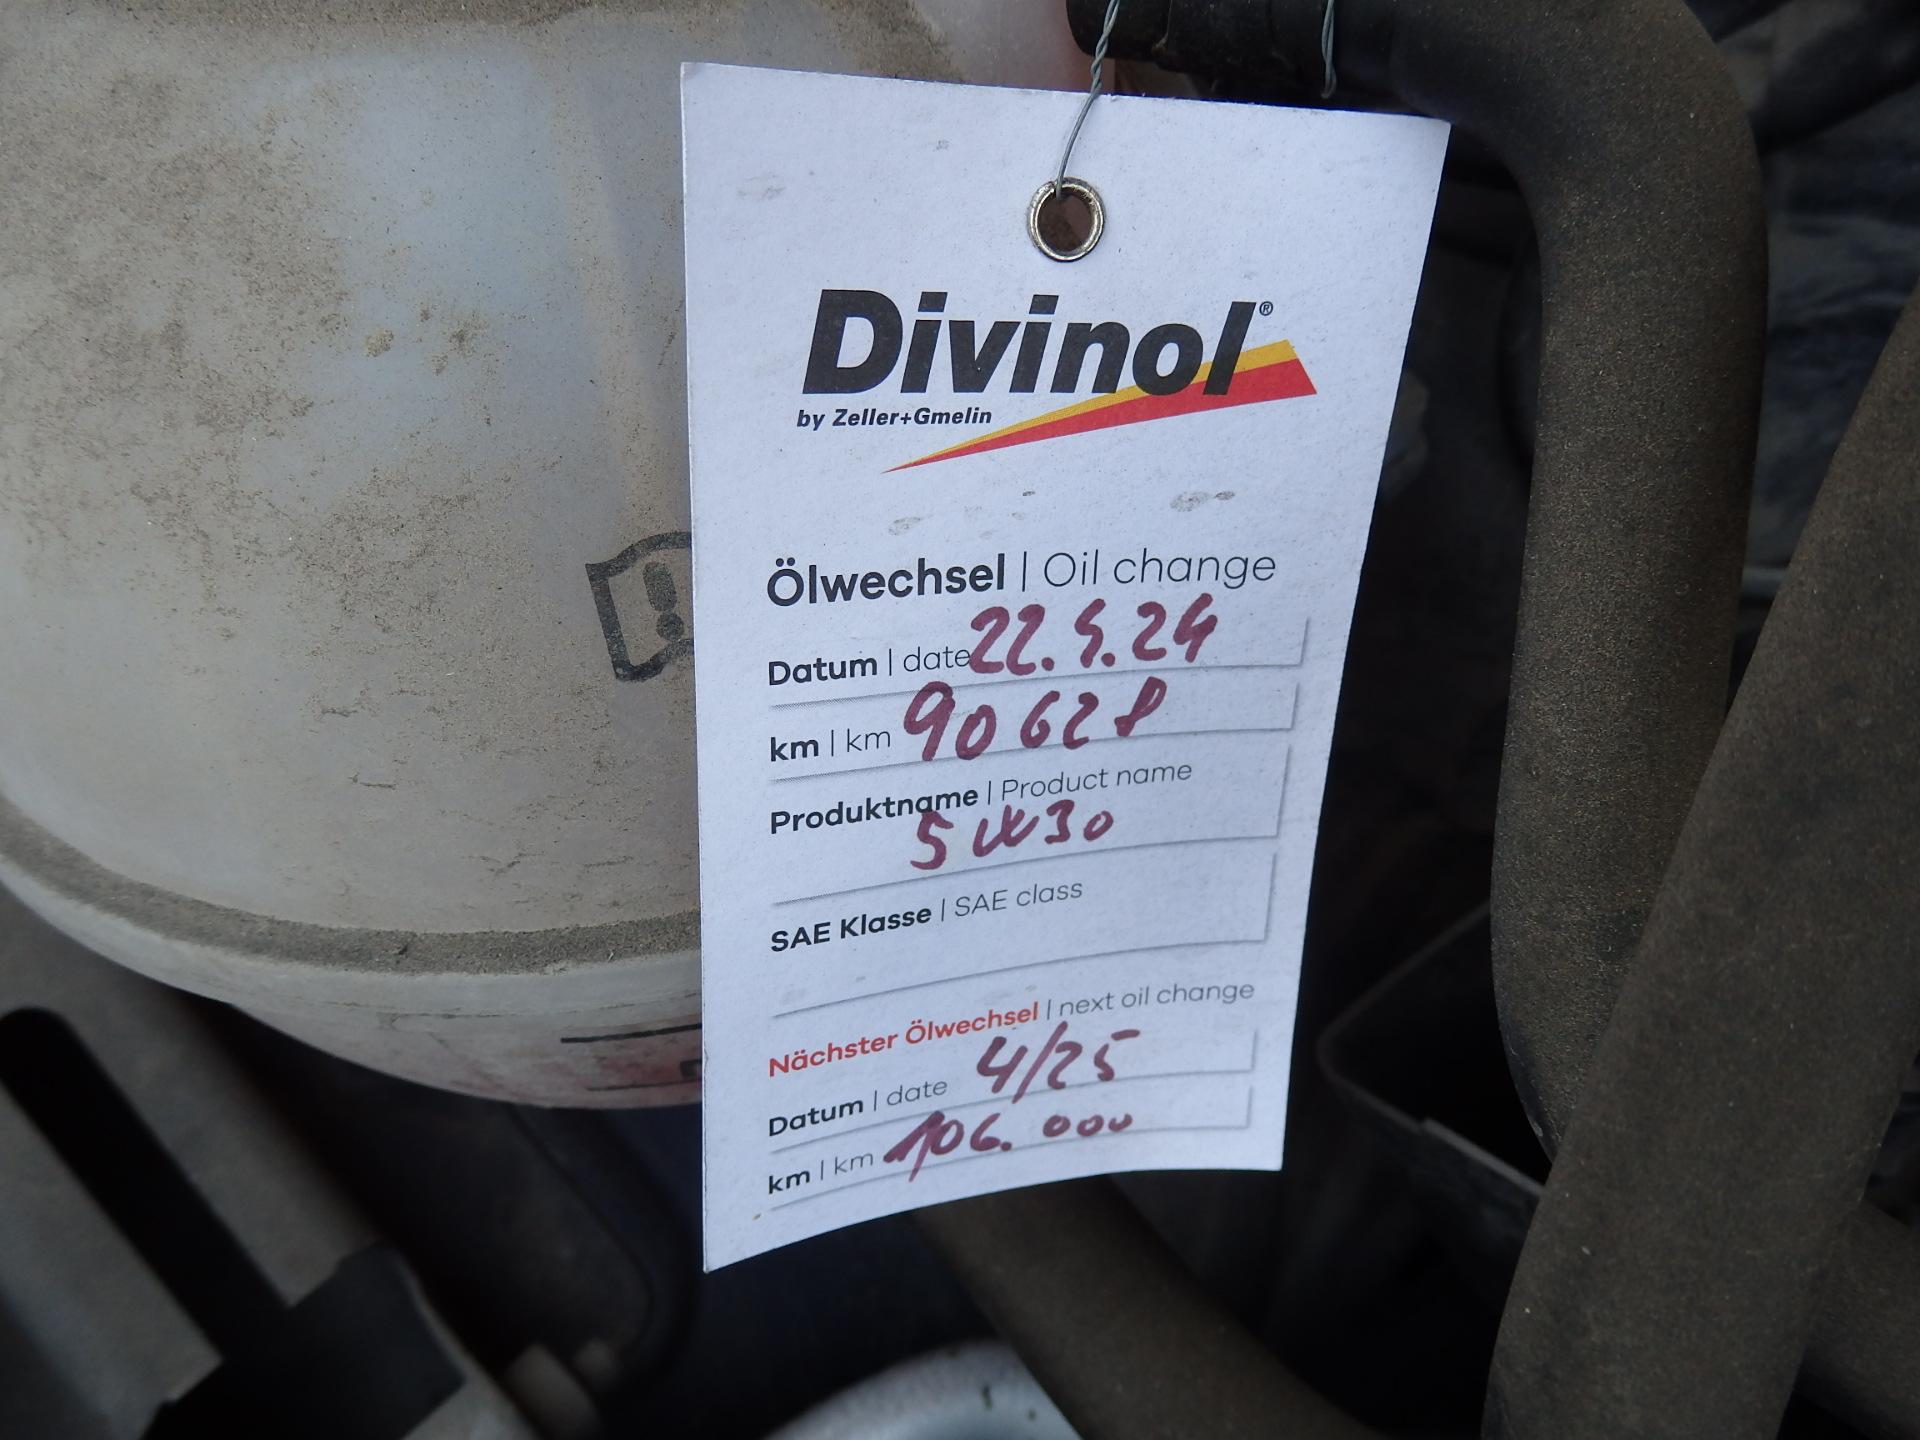 Divinol®
by Zeller+Gmelin
Ölwechsel | Oil change
Datum | date 22.4.24
km | km 90628
Produktname | Product name
5W30
SAE Klasse | SAE class
Nächster Ölwechsel | next oil change
Datum | date 4/25
km | km 106.000